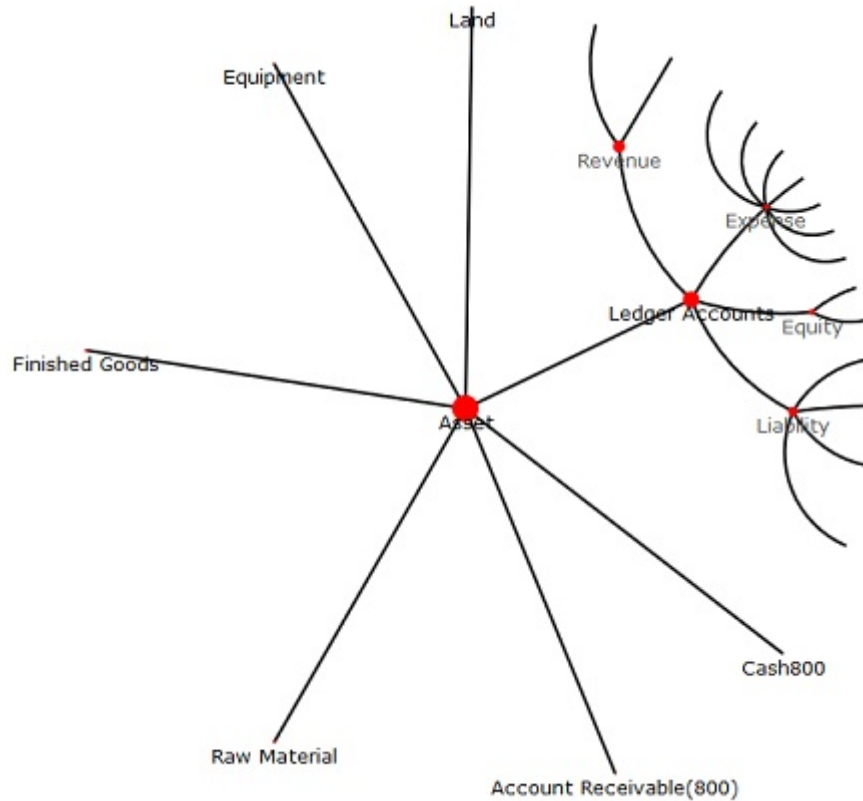 Land
Equipment
Revenue
Expense
Ledger Accounts
Equity
Finished Goods
Asset
Liability
Cash800
Raw Material
Account Receivable(800)